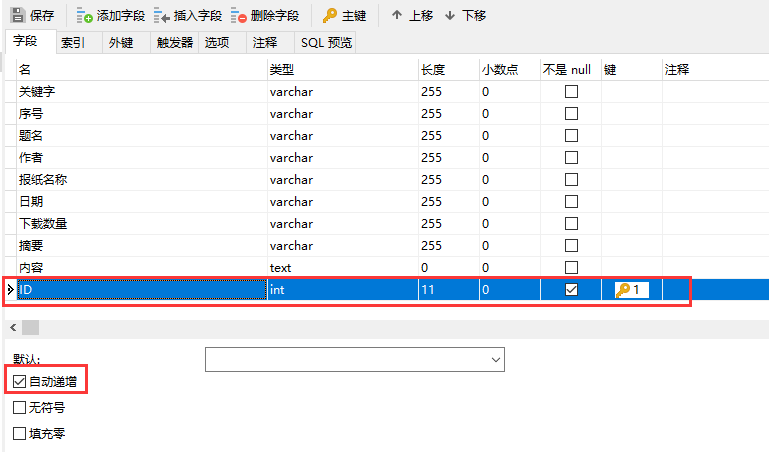 保存 添加字段 插入字段 删除字段 主键 上移 下移
字段 索引 外键 触发器 选项 注释 SQL 预览
名 类型 长度 小数点 不是 null 键 注释
关键字 varchar 255 0
序号 varchar 255 0
题名 varchar 255 0
作者 varchar 255 0
报纸名称 varchar 255 0
日期 varchar 255 0
下载数量 varchar 255 0
摘要 varchar 255 0
内容 text 0 0
ID int 11 0 1
默认:
自动递增
无符号
填充零